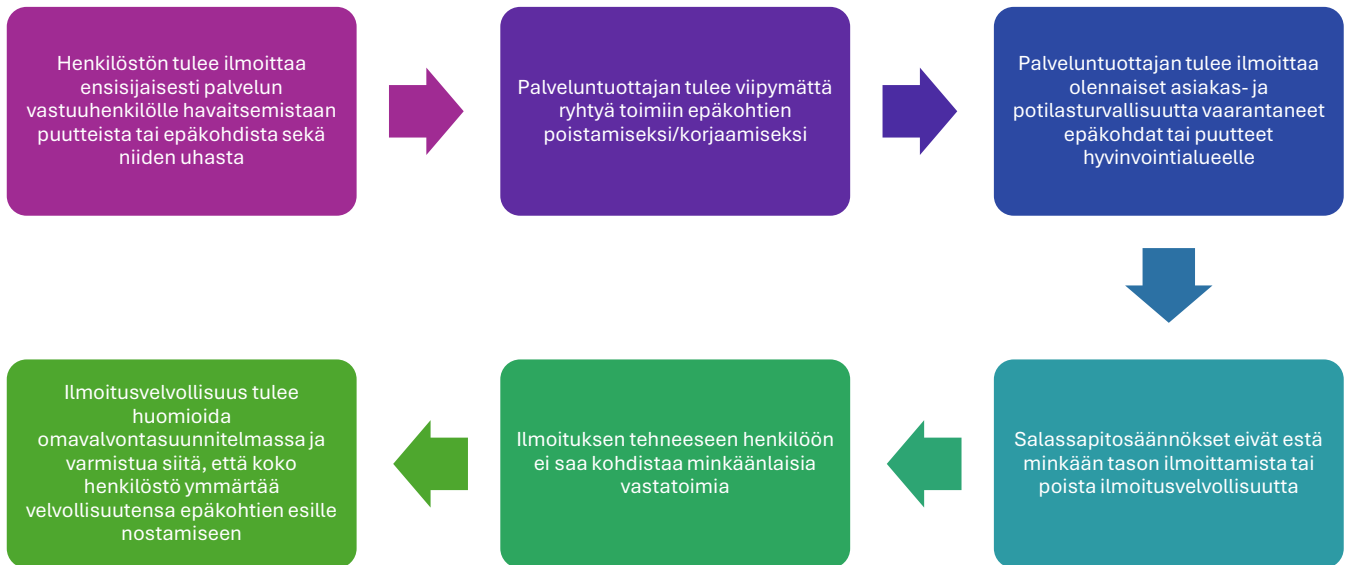 Henkilöstön tulee ilmoittaa
ensisijaisesti palvelun
vastuuhenkilölle havaitsemistaan
puutteista tai epäkohdista sekä
niiden uhasta
Palveluntuottajan tulee viipymättä
ryhtyä toimiin epäkohtien
poistamiseksi/korjaamiseksi
Palveluntuottajan tulee ilmoittaa
olennaiset asiakas- ja
potilasturvallisuutta vaarantaneet
epäkohdat tai puutteet
hyvinvointialueelle
Salassapitosäännökset eivät estä
minkään tason ilmoittamista tai
poista ilmoitusvelvollisuutta
Ilmoituksen tehneeseen henkilöön
ei saa kohdistaa minkäänlaisia
vastatoimia
Ilmoitusvelvollisuus tulee
huomioida
omavalvontasuunnitelmassa ja
varmistua siitä, että koko
henkilöstö ymmärtää
velvollisuutensa epäkohtien esille
nostamiseen